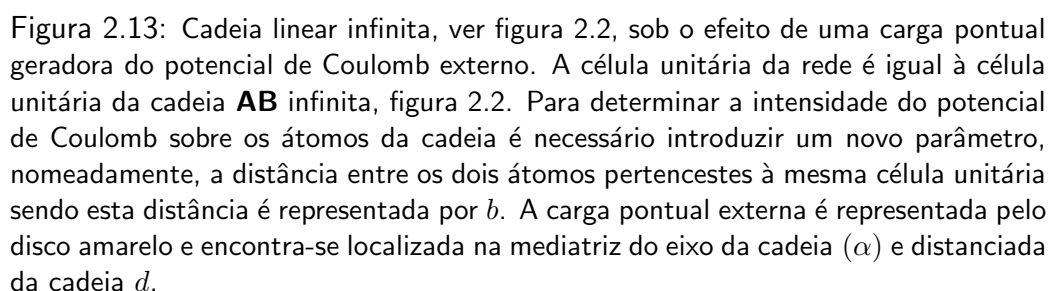 Figura 2.13: Cadeia linear infinita, ver figura 2.2, sob o efeito de uma carga pontual
geradora do potencial de Coulomb externo. A célula unitária da rede é igual à célula
unitária da cadeia AB infinita, figura 2.2. Para determinar a intensidade do potencial
de Coulomb sobre os átomos da cadeia é necessário introduzir um novo parâmetro,
nomeadamente, a distância entre os dois átomos pertencestes à mesma célula unitária
sendo esta distância é representada por b. A carga pontual externa é representada pelo
disco amarelo e encontra-se localizada na mediatriz do eixo da cadeia (α) e distanciada
da cadeia d.